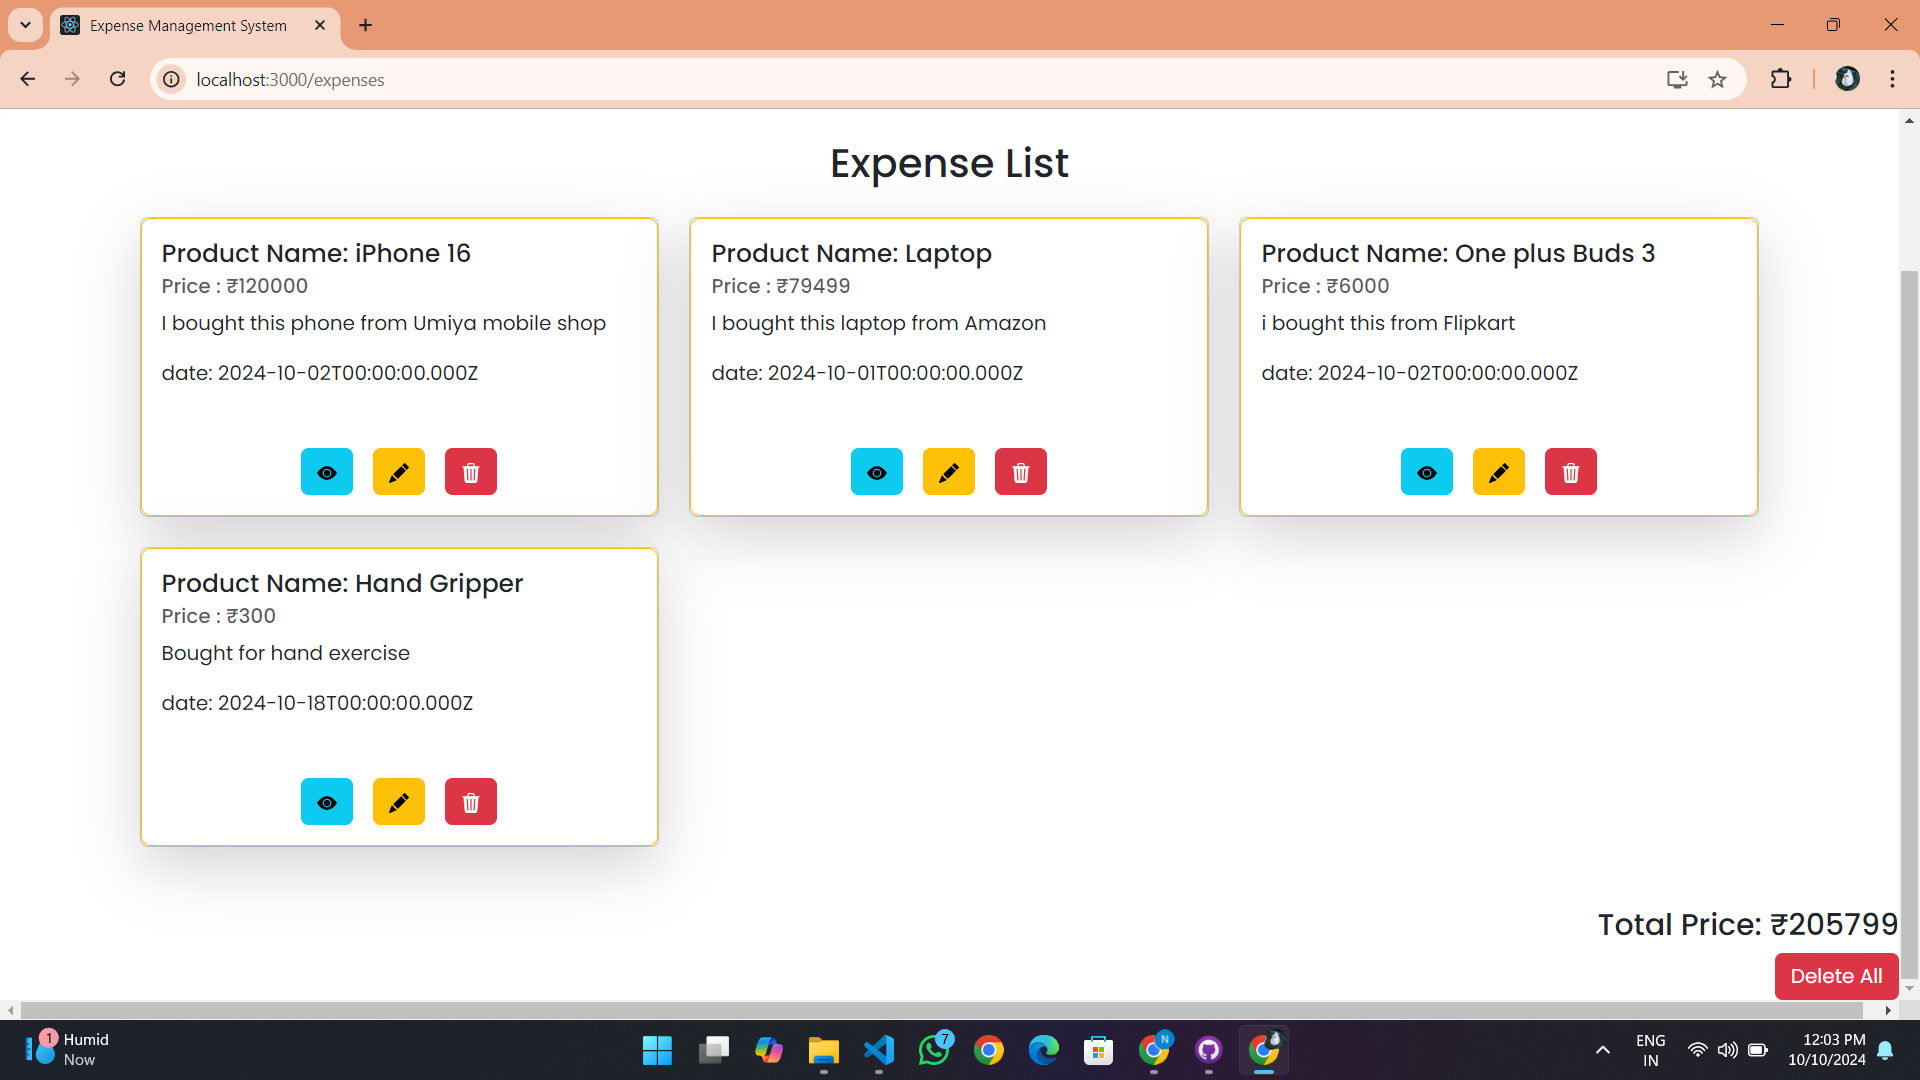 Expense Management System
localhost:3000/expenses
Expense List
Product Name: iPhone 16
Price : ₹120000
I bought this phone from Umiya mobile shop
date: 2024-10-02T00:00:00.000Z
Product Name: Laptop
Price : ₹79499
I bought this laptop from Amazon
date: 2024-10-01T00:00:00.000Z
Product Name: One plus Buds 3
Price : ₹6000
i bought this from Flipkart
date: 2024-10-02T00:00:00.000Z
Product Name: Hand Gripper
Price : ₹300
Bought for hand exercise
date: 2024-10-18T00:00:00.000Z
Total Price: ₹205799
Delete All
1
Humid
Now
7
N
ENG
IN
12:03 PM
10/10/2024